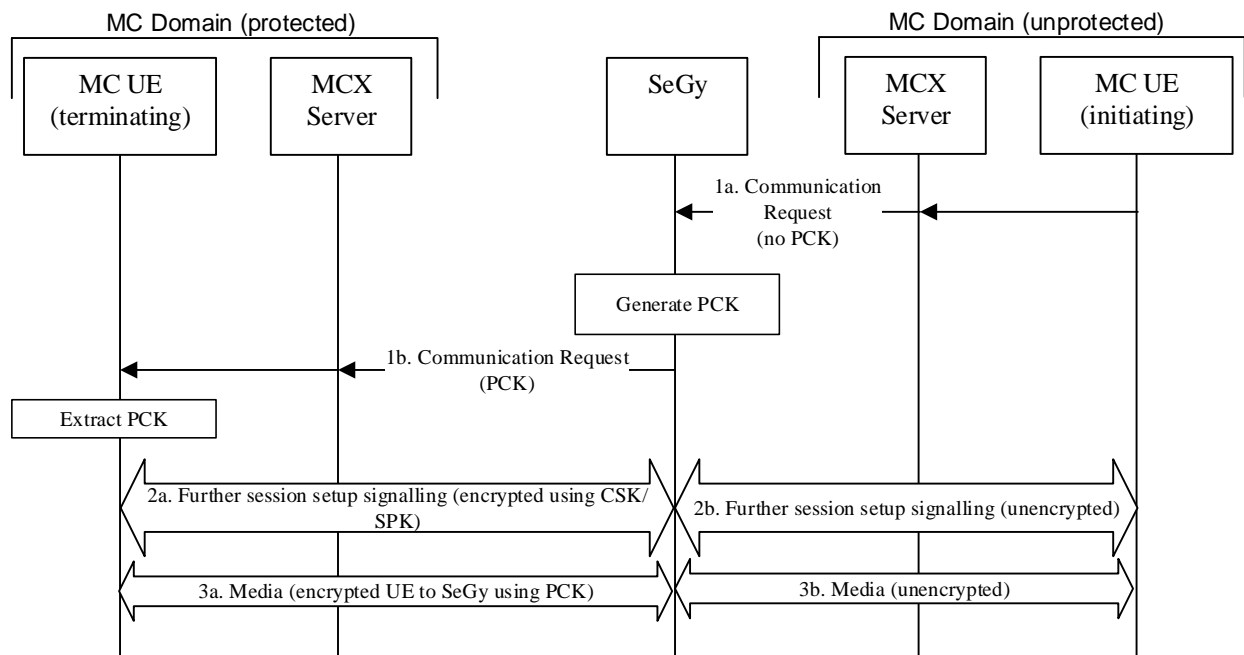 MC Domain (protected)
MC Domain (unprotected)
MC UE
(terminating)
MCX
Server
SeGy
MCX
Server
MC UE
(initiating)
1a. Communication
Request
(no PCK)
Generate PCK
1b. Communication Request
(PCK)
Extract PCK
2a. Further session setup signalling (encrypted using CSK/
SPK)
2b. Further session setup signalling (unencrypted)
3a. Media (encrypted UE to SeGy using PCK)
3b. Media (unencrypted)